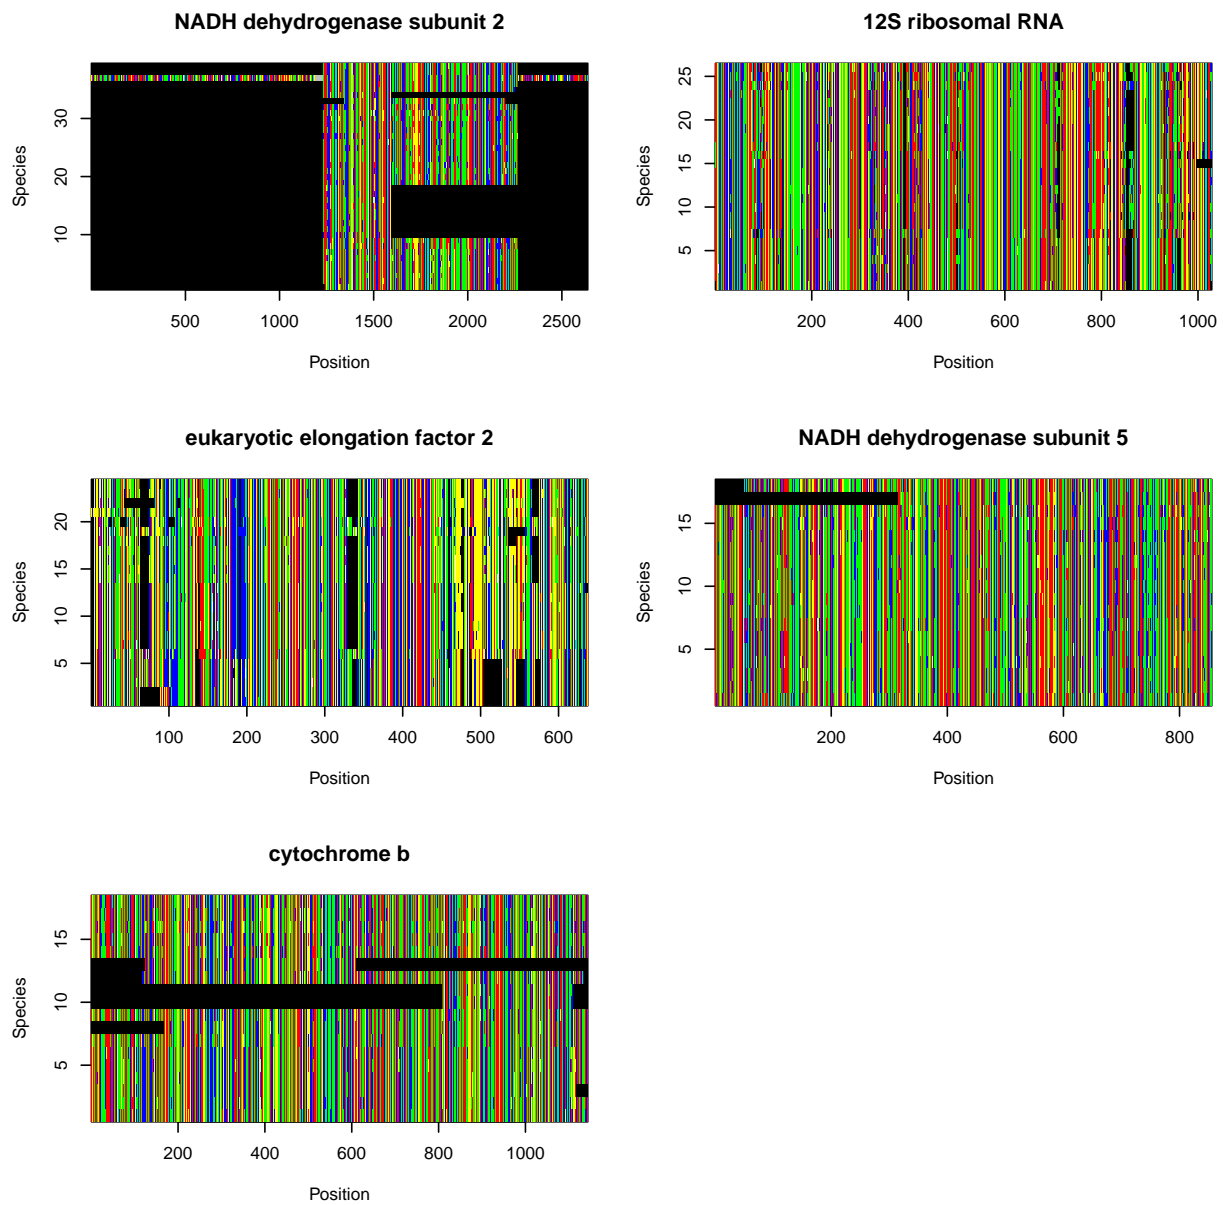 NADH dehydrogenase subunit 2
Species
10 20 30
500 1000 1500 2000 2500
Position
12S ribosomal RNA
Species
5 10 15 20 25
200 400 600 800 1000
Position
eukaryotic elongation factor 2
Species
5 10 15 20
100 200 300 400 500 600
Position
NADH dehydrogenase subunit 5
Species
5 10 15
200 400 600 800
Position
cytochrome b
Species
5 10 15
200 400 600 800 1000
Position